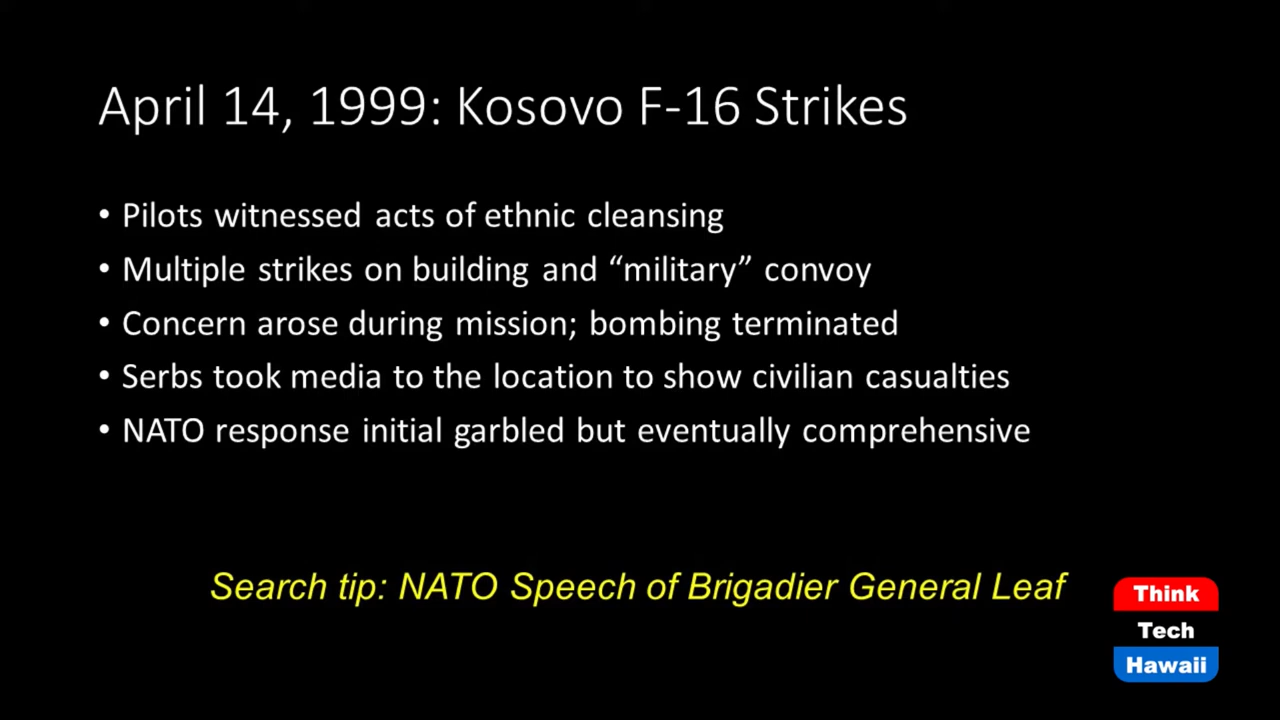 April 14, 1999: Kosovo F-16 Strikes
• Pilots witnessed acts of ethnic cleansing
• Multiple strikes on building and “military” convoy
• Concern arose during mission; bombing terminated
• Serbs took media to the location to show civilian casualties
• NATO response initial garbled but eventually comprehensive
Search tip: NATO Speech of Brigadier General Leaf
Think
Tech
Hawaii